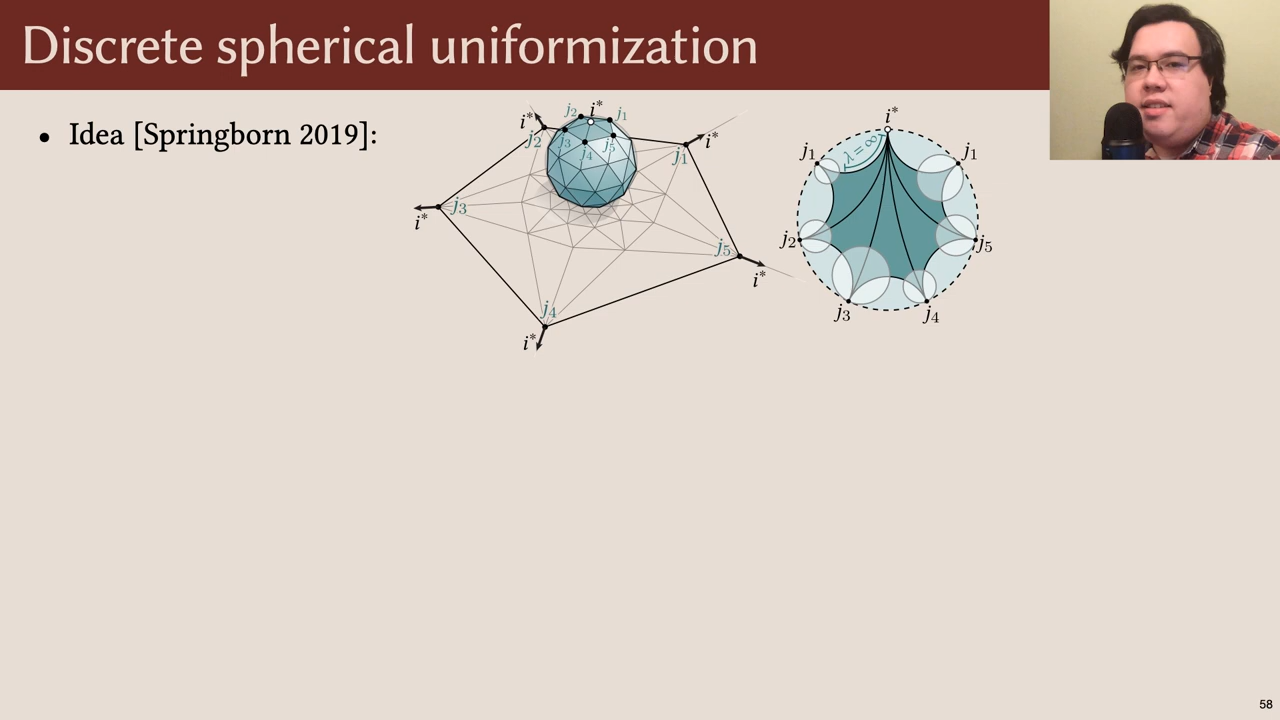 Discrete spherical uniformization
• Idea [Springborn 2019]:
i* j₂ i* j₁ i*
j₂ j₃ j₄ j₅ j₁
j₃
i*
j₅
i*
j₄
i*
i*
j₁ λ = ∞ j₁
j₂ j₅
j₃ j₄
58